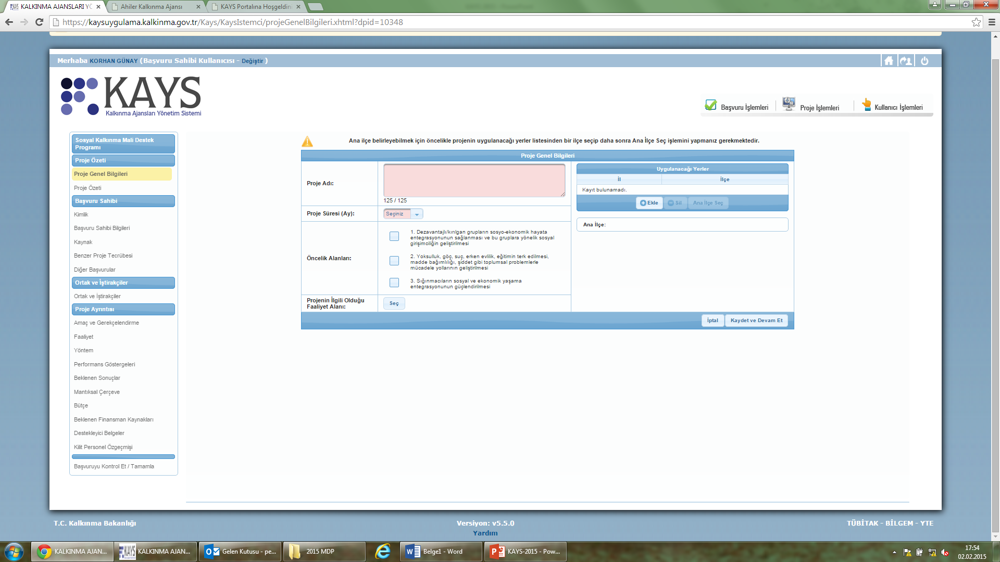 KALKINMA AJANSLARI YÖ
Ahiler Kalkınma Ajansı
KAYS Portalına Hoşgeldin
https://kaysuygulama.kalkinma.gov.tr/Kays/KaysIstemci/projeGenelBilgileri.xhtml?dpid=10348
Merhaba KORHAN GÜNAY (Başvuru Sahibi Kullanıcısı - Değiştir )
KAYS
Kalkınma Ajansları Yönetim Sistemi
Başvuru İşlemleri
Proje İşlemleri
Kullanıcı İşlemleri
Sosyal Kalkınma Mali Destek
Programı
Proje Özeti
Proje Genel Bilgileri
Proje Özeti
Başvuru Sahibi
Kimlik
Başvuru Sahibi Bilgileri
Kaynak
Benzer Proje Tecrübesi
Diğer Başvurular
Ortak ve İştirakçiler
Ortak ve İştirakçiler
Proje Ayrıntısı
Amaç ve Gerekçelendirme
Faaliyet
Yöntem
Performans Göstergeleri
Beklenen Sonuçlar
Mantıksal Çerçeve
Bütçe
Beklenen Finansman Kaynakları
Destekleyici Belgeler
Kilit Personel Özgeçmişi
Başvuruyu Kontrol Et / Tamamla
Ana ilçe belirleyebilmek için öncelikle projenin uygulanacağı yerler listesinden bir ilçe seçip daha sonra Ana İlçe Seç işlemini yapmanız gerekmektedir.
Proje Genel Bilgileri
Proje Adı:
125 / 125
Proje Süresi (Ay):
Seçiniz
Öncelik Alanları:
1. Dezavantajlı/kırılgan grupların sosyo-ekonomik hayata
entegrasyonunun sağlanması ve bu gruplara yönelik sosyal
girişimciliğin geliştirilmesi
2. Yoksulluk, göç, suç, erken evlilik, eğitimin terk edilmesi,
madde bağımlılığı, şiddet gibi toplumsal problemlerle
mücadele yollarının geliştirilmesi
3. Sığınmacıların sosyal ve ekonomik yaşama
entegrasyonunun güçlendirilmesi
Projenin İlgili Olduğu
Faaliyet Alanı:
Seç
Uygulanacağı Yerler
İl
İlçe
Kayıt bulunamadı.
Ekle
Sil
Ana İlçe Seç
Ana İlçe:
İptal
Kaydet ve Devam Et
T.C. Kalkınma Bakanlığı
Versiyon: v5.5.0
Yardım
TÜBİTAK - BİLGEM - YTE
KALKINMA AJAN...
KALKINMA AJAN...
Gelen Kutusu - pe...
2015 MDP
Belge1 - Word
KAYS-2015 - Pow...
17:54
02.02.2015